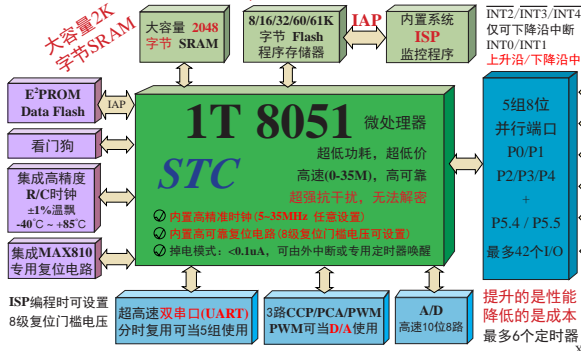 大容量2K
字节SRAM
大容量 2048
字节 SRAM
8/16/32/60/61K
字节 Flash
程序存储器
IAP
内置系统
ISP
监控程序
INT2/INT3/INT4
仅可下降沿中断
INT0/INT1
上升沿/下降沿中
E²PROM
Data Flash
IAP
看门狗
集成高精度
R/C时钟
±1%温飘
-40℃ ~ +85℃
集成MAX810
专用复位电路
1T 8051 微处理器
STC
超低功耗，超低价
高速(0-35M)，高可靠
超强抗干扰，无法解密
内置高精准时钟(5~35MHz 任意设置)
内置高可靠复位电路(8级复位门槛电压可设置)
掉电模式：<0.1uA，可由外中断或专用定时器唤醒
5组8位
并行端口
P0/P1
P2/P3/P4
+
P5.4 / P5.5
最多42个I/O
ISP编程时可设置
8级复位门槛电压
超高速双串口(UART)
分时复用可当5组使用
3路CCP/PCA/PWM
PWM可当D/A使用
A/D
高速10位8路
提升的是性能
降低的是成本
最多6个定时器